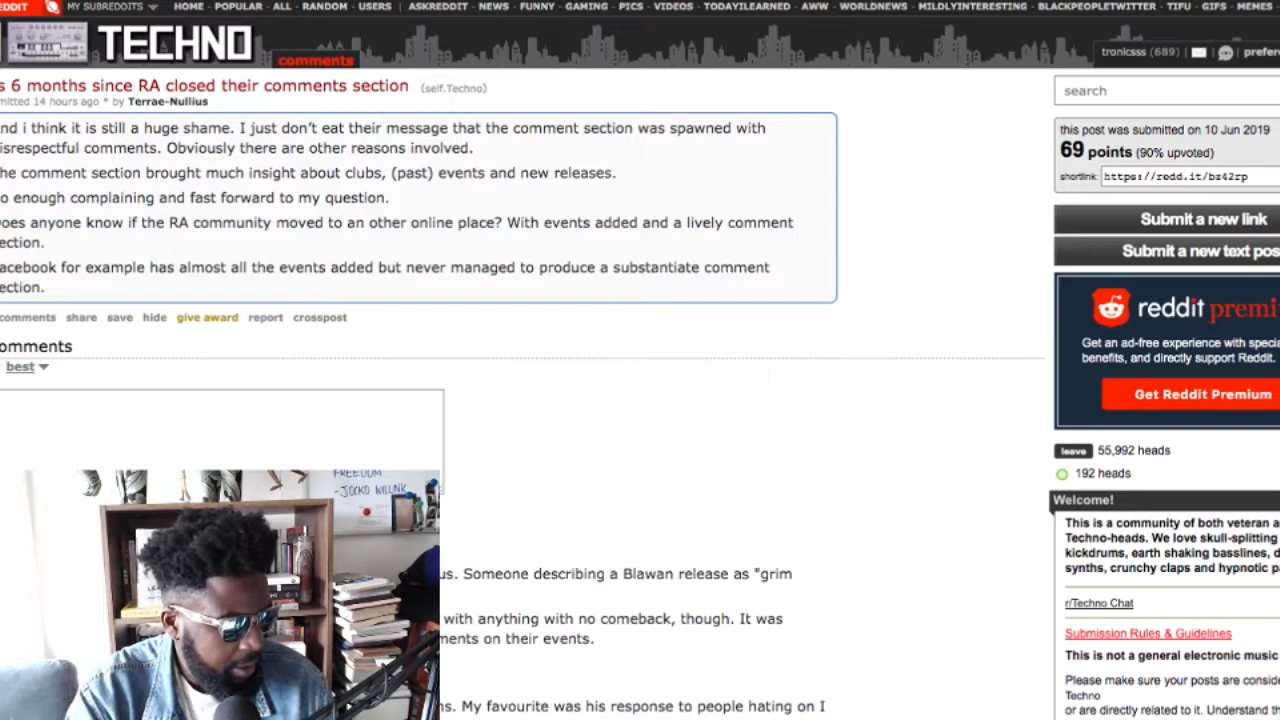 EDDIT MY SUBREDDITS HOME - POPULAR - ALL - RANDOM - USERS | ASKREDDIT - NEWS - FUNNY - GAMING - PICS - VIDEOS - TODAYILEARNED - AWW - WORLDNEWS - MILDLYINTERESTING - BLACKPEOPLETWITTER - TIFU - GIFS - MEMES
TECHNO comments
tronicsss (689) | prefere
s 6 months since RA closed their comments section (self.Techno)
mitted 14 hours ago * by Terrae-Nullius
nd i think it is still a huge shame. I just don't eat their message that the comment section was spawned with
isrespectful comments. Obviously there are other reasons involved.
he comment section brought much insight about clubs, (past) events and new releases.
o enough complaining and fast forward to my question.
oes anyone know if the RA community moved to an other online place? With events added and a lively comment
ection.
acebook for example has almost all the events added but never managed to produce a substantiate comment
ection.
comments share save hide give award report crosspost
omments
best
FREEDOM
-JOCKO WILLINK
us. Someone describing a Blawan release as "grim
with anything with no comeback, though. It was
ments on their events.
ns. My favourite was his response to people hating on I
search
this post was submitted on 10 Jun 2019
69 points (90% upvoted)
shortlink: https://redd.it/bz42rp
Submit a new link
Submit a new text pos
reddit premi
Get an ad-free experience with specia
benefits, and directly support Reddit.
Get Reddit Premium
leave 55,992 heads
192 heads
Welcome!
This is a community of both veteran a
Techno-heads. We love skull-splitting
kickdrums, earth shaking basslines, d
synths, crunchy claps and hypnotic p
r/Techno Chat
Submission Rules & Guidelines
This is not a general electronic music
Please make sure your posts are conside
Techno
or are directly related to it. Understand th